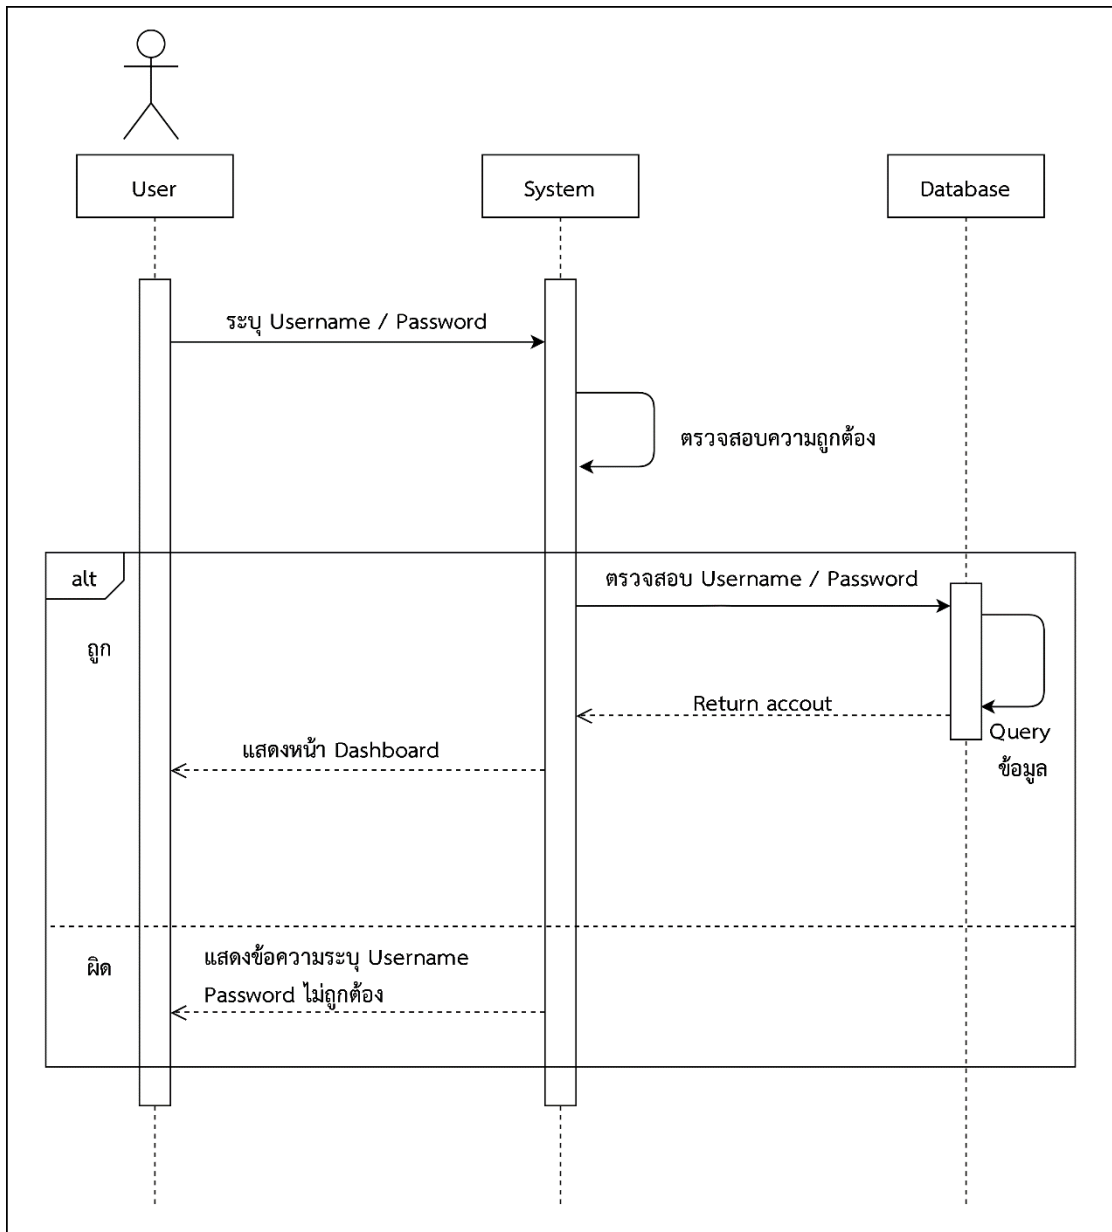 User
System
Database
ระบุ Username / Password
ตรวจสอบความถูกต้อง
alt
ตรวจสอบ Username / Password
ถูก
Return accout
Query
ข้อมูล
แสดงหน้า Dashboard
ผิด
แสดงข้อความระบุ Username
Password ไม่ถูกต้อง